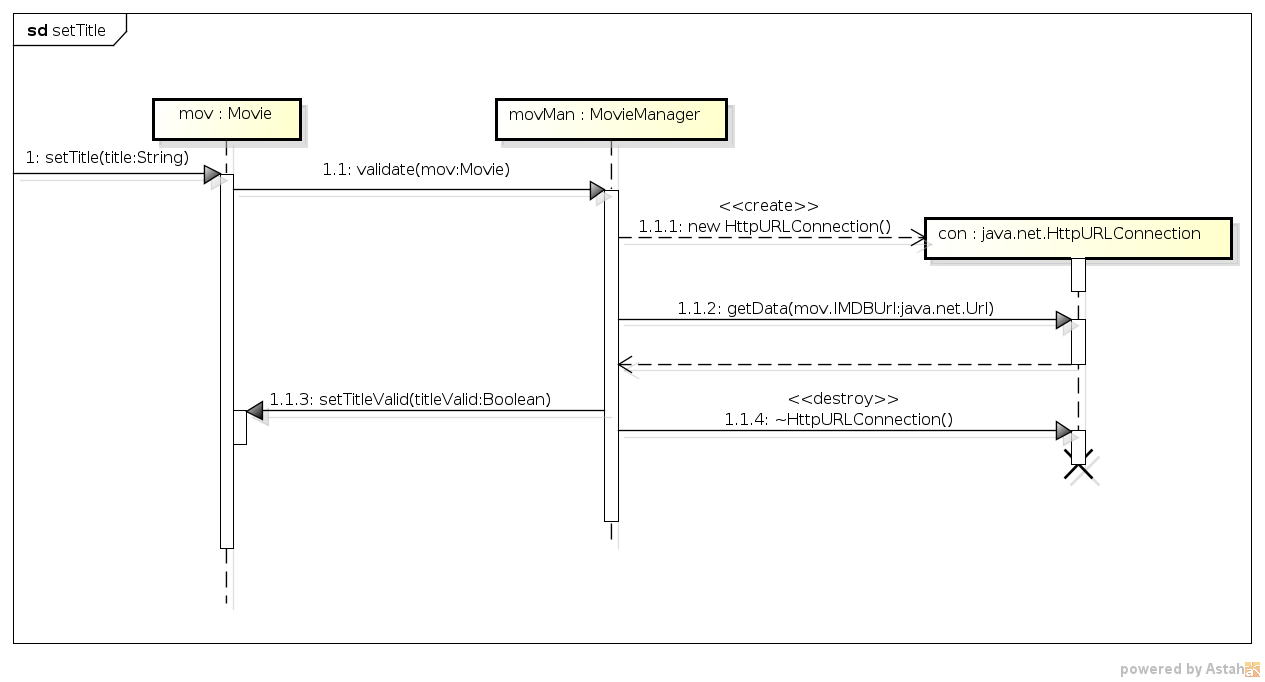 sd setTitle
mov : Movie
movMan : MovieManager
1: setTitle(title:String)
1.1: validate(mov:Movie)
<<create>>
1.1.1: new HttpURLConnection()
con : java.net.HttpURLConnection
1.1.2: getData(mov.IMDBUrl:java.net.Url)
1.1.3: setTitleValid(titleValid:Boolean)
<<destroy>>
1.1.4: ~HttpURLConnection()
powered by Astah